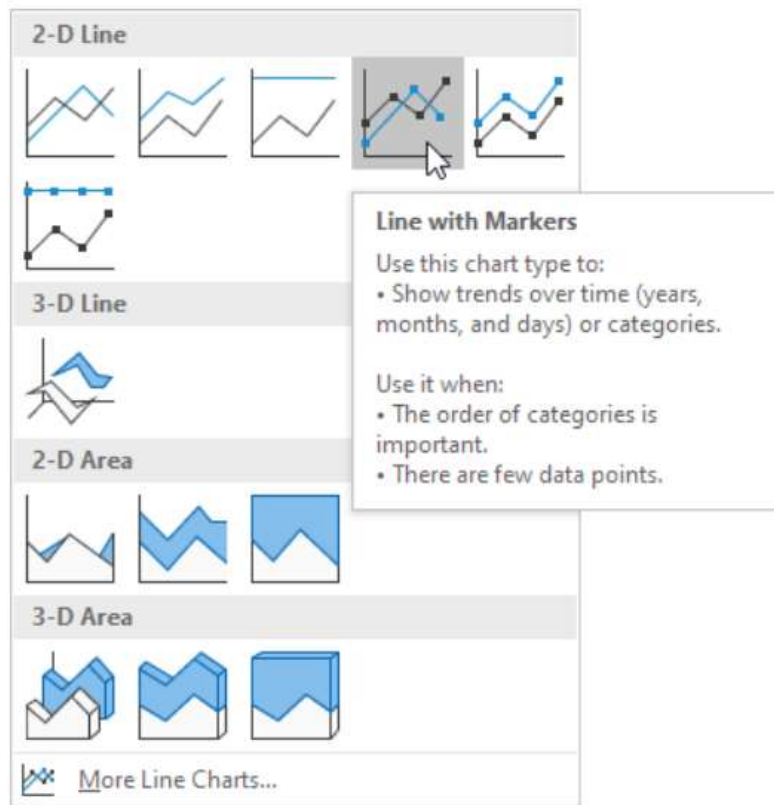 2-D Line
Line with Markers
Use this chart type to:
• Show trends over time (years,
months, and days) or categories.
Use it when:
• The order of categories is
important.
• There are few data points.
3-D Line
2-D Area
3-D Area
More Line Charts...